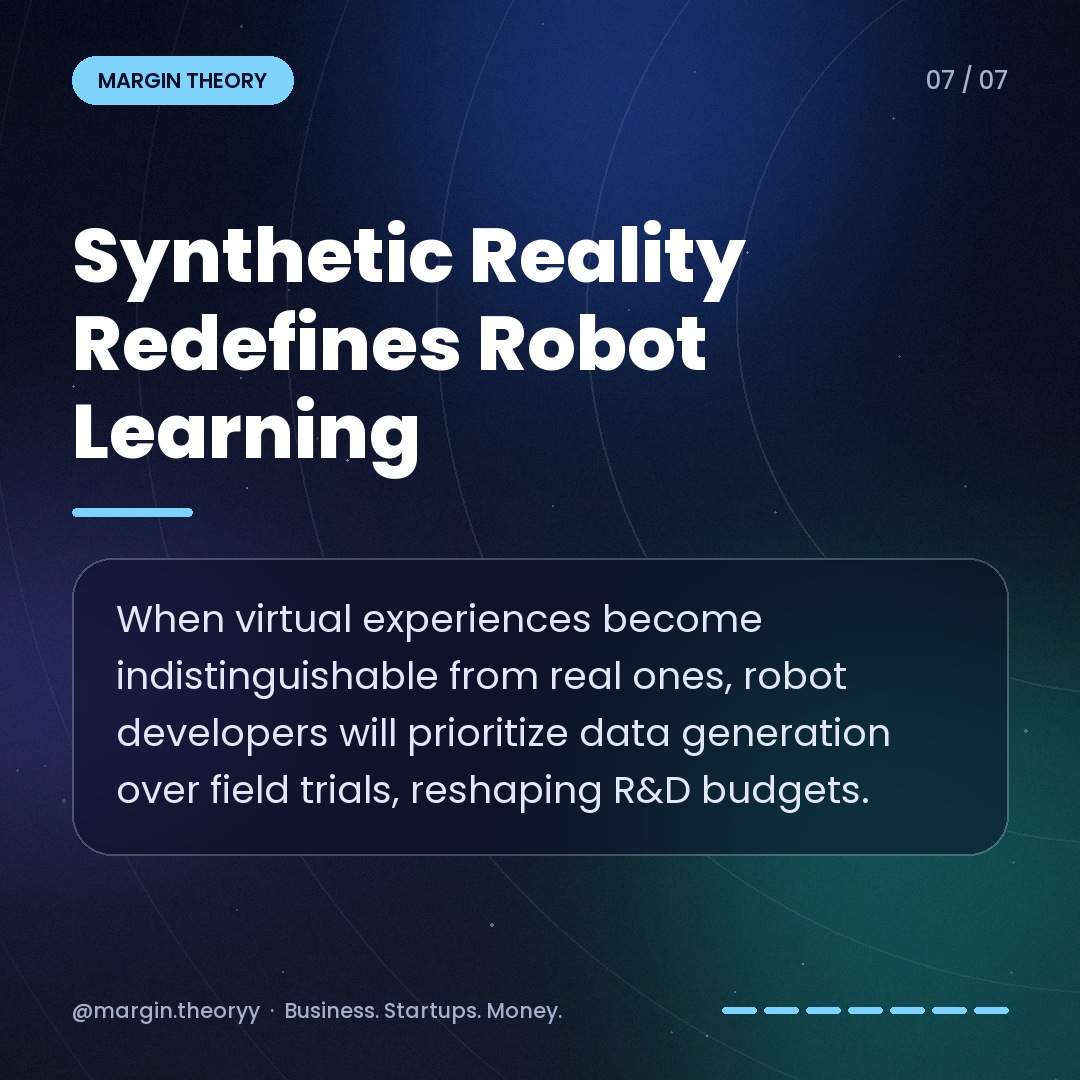 MARGIN THEORY
07 / 07
Synthetic Reality
Redefines Robot
Learning
When virtual experiences become
indistinguishable from real ones, robot
developers will prioritize data generation
over field trials, reshaping R&D budgets.
@margin.theoryy · Business. Startups. Money.